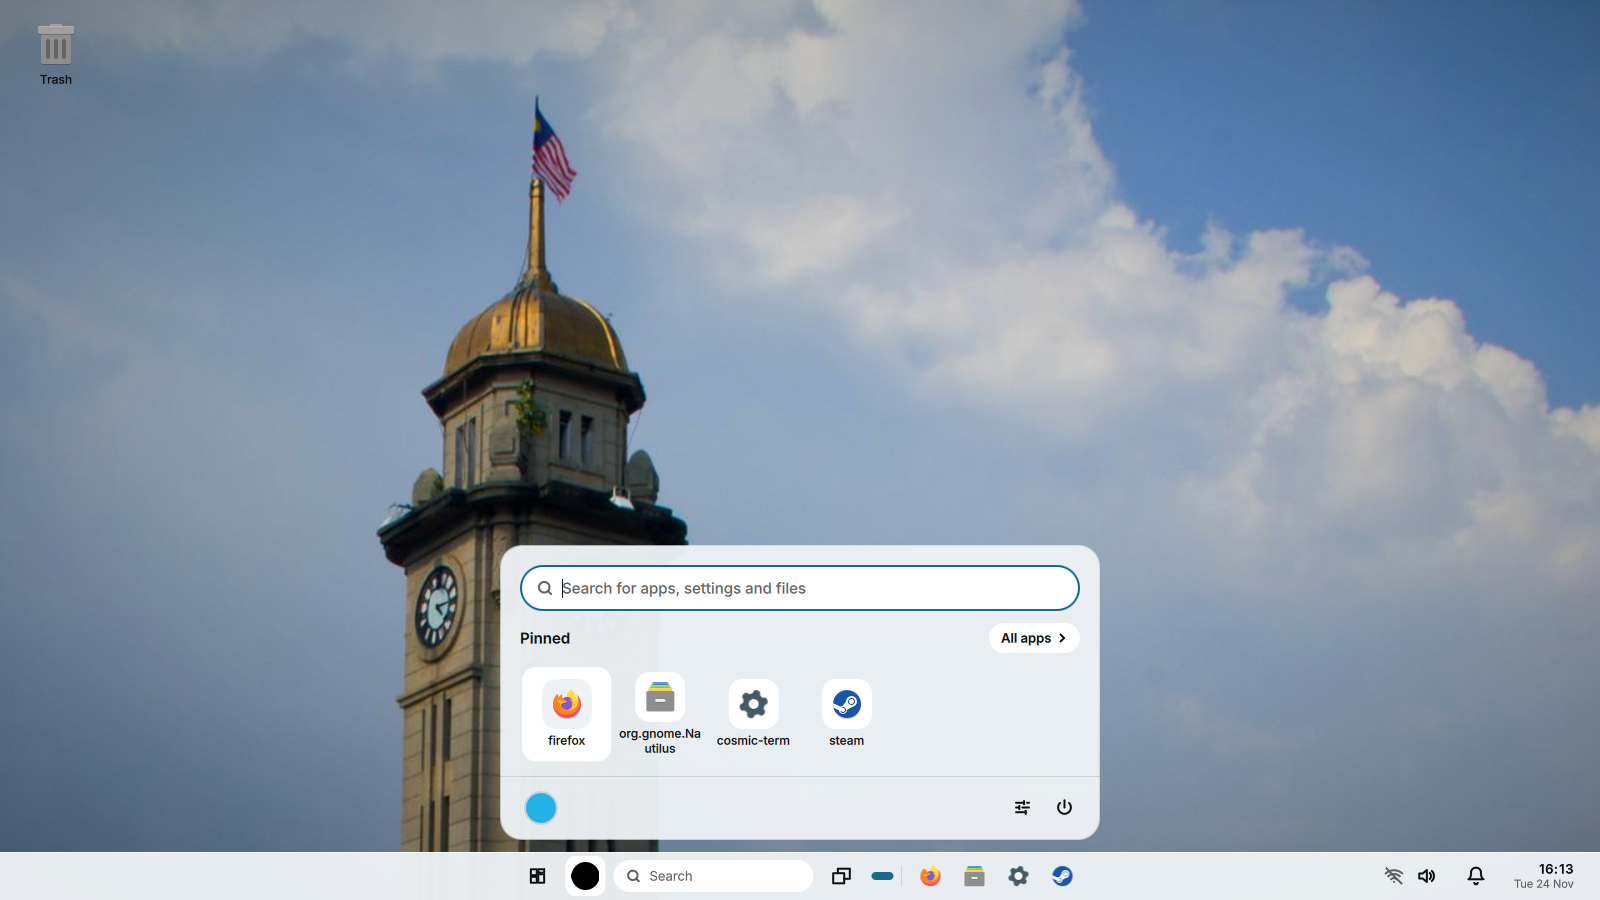 Trash
Search for apps, settings and files
Pinned
All apps
firefox
org.gnome.Na
utilus
cosmic-term
steam
Search
16:13
Tue 24 Nov